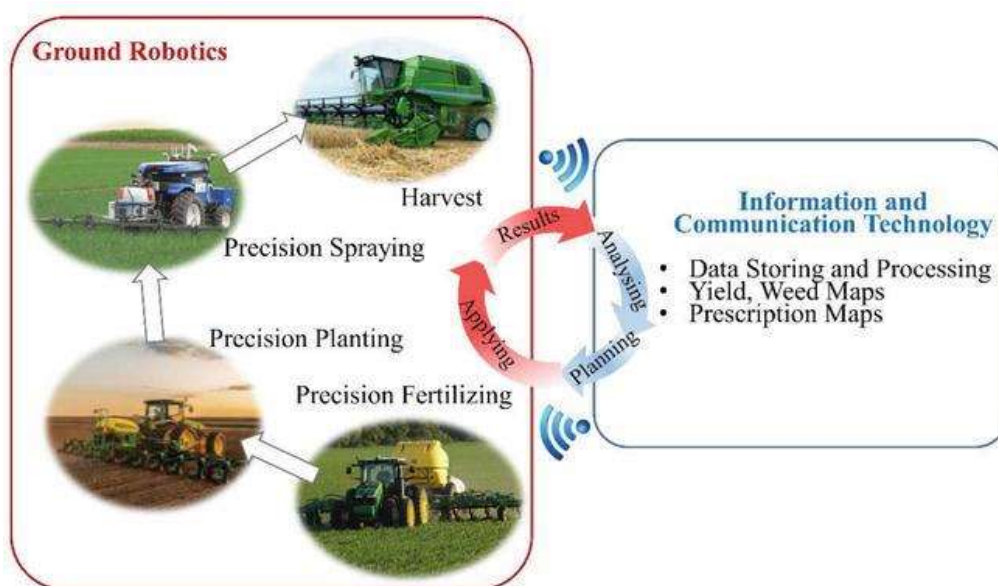 Ground Robotics
Harvest
Precision Spraying
Precision Planting
Precision Fertilizing
Results
Analysing
Planning
Applying
Information and
Communication Technology
• Data Storing and Processing
• Yield, Weed Maps
• Prescription Maps